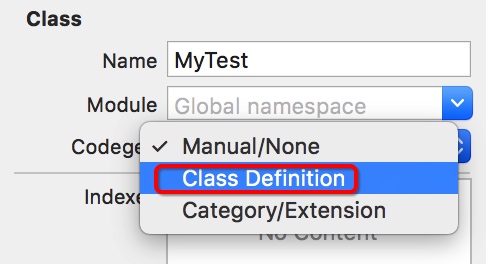 Class
Name MyTest
Module Global namespace
Codege
✓ Manual/None
Class Definition
Category/Extension
Indexe
No Content